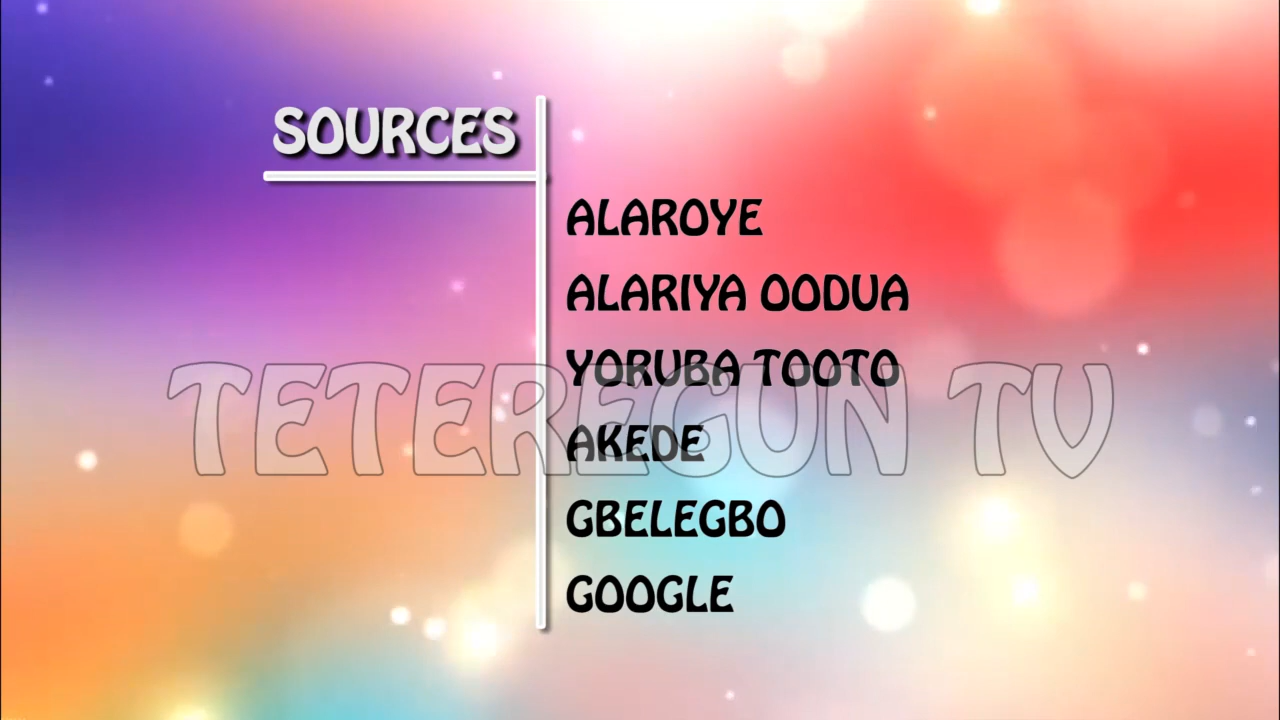 SOURCES
ALAROYE
ALARIYA OODUA
YORUBA TOOTO
TETEREGUN TV
AKEDE
GBELEGBO
GOOGLE